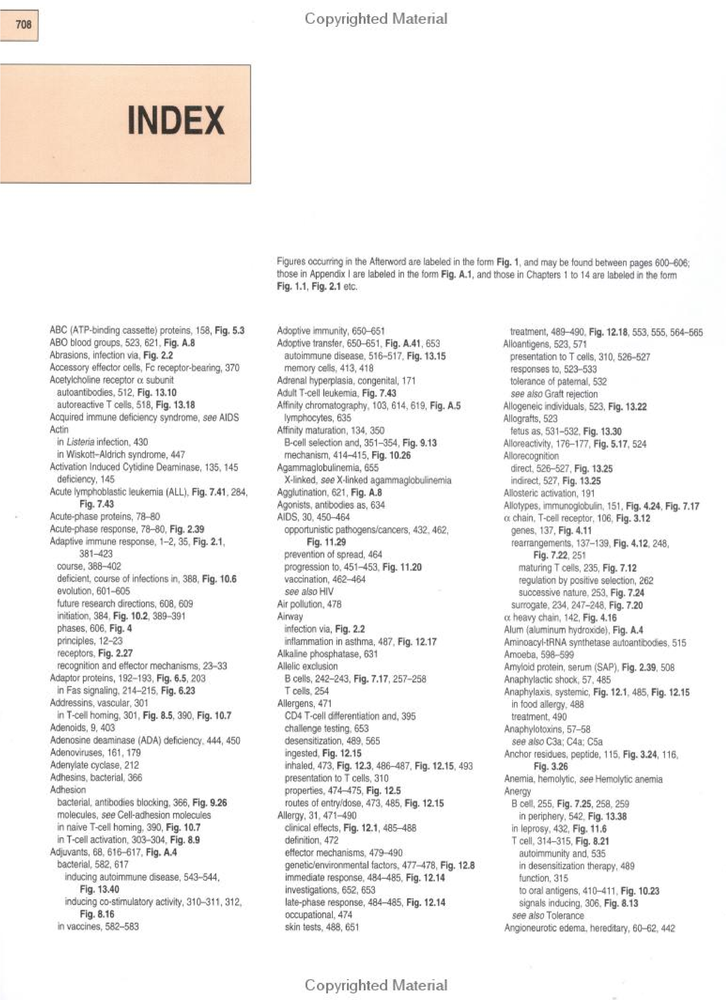 708
Copyrighted Material
INDEX
Figures occurring in the Afterword are labeled in the form Fig. 1, and may be found between pages 600–606;
those in Appendix I are labeled in the form Fig. A.1, and those in Chapters 1 to 14 are labeled in the form
Fig. 1.1, Fig. 2.1 etc.
ABC (ATP-binding cassette) proteins, 158, Fig. 5.3
ABO blood groups, 523, 621, Fig. A.8
Abrasions, infection via, Fig. 2.2
Accessory effector cells, Fc receptor-bearing, 370
Acetylcholine receptor α subunit
autoantibodies, 512, Fig. 13.10
autoreactive T cells, 518, Fig. 13.18
Acquired immune deficiency syndrome, see AIDS
Actin
in Listeria infection, 430
in Wiskott–Aldrich syndrome, 447
Activation Induced Cytidine Deaminase, 135, 145
deficiency, 145
Acute lymphoblastic leukemia (ALL), Fig. 7.41, 284,
Fig. 7.43
Acute-phase proteins, 78–80
Acute-phase response, 78–80, Fig. 2.39
Adaptive immune response, 1–2, 35, Fig. 2.1,
381–423
course, 388–402
deficient, course of infections in, 388, Fig. 10.6
evolution, 601–605
future research directions, 608, 609
initiation, 384, Fig. 10.2, 389–391
phases, 606, Fig. 4
principles, 12–23
receptors, Fig. 2.27
recognition and effector mechanisms, 23–33
Adaptor proteins, 192–193, Fig. 6.5, 203
in Fas signaling, 214–215, Fig. 6.23
Addressins, vascular, 301
in T-cell homing, 301, Fig. 8.5, 390, Fig. 10.7
Adenoids, 9, 403
Adenosine deaminase (ADA) deficiency, 444, 450
Adenoviruses, 161, 179
Adenylate cyclase, 212
Adhesins, bacterial, 366
Adhesion
bacterial, antibodies blocking, 366, Fig. 9.26
molecules, see Cell-adhesion molecules
in naive T-cell homing, 390, Fig. 10.7
in T-cell activation, 303–304, Fig. 8.9
Adjuvants, 68, 616–617, Fig. A.4
bacterial, 582, 617
inducing autoimmune disease, 543–544,
Fig. 13.40
inducing co-stimulatory activity, 310–311, 312,
Fig. 8.16
in vaccines, 582–583
Adoptive immunity, 650–651
Adoptive transfer, 650–651, Fig. A.41, 653
autoimmune disease, 516–517, Fig. 13.15
memory cells, 413, 418
Adrenal hyperplasia, congenital, 171
Adult T-cell leukemia, Fig. 7.43
Affinity chromatography, 103, 614, 619, Fig. A.5
lymphocytes, 635
Affinity maturation, 134, 350
B-cell selection and, 351–354, Fig. 9.13
mechanism, 414–415, Fig. 10.26
Agammaglobulinemia, 655
X-linked, see X-linked agammaglobulinemia
Agglutination, 621, Fig. A.8
Agonists, antibodies as, 634
AIDS, 30, 450–464
opportunistic pathogens/cancers, 432, 462,
Fig. 11.29
prevention of spread, 464
progression to, 451–453, Fig. 11.20
vaccination, 462–464
see also HIV
Air pollution, 478
Airway
infection via, Fig. 2.2
inflammation in asthma, 487, Fig. 12.17
Alkaline phosphatase, 631
Allelic exclusion
B cells, 242–243, Fig. 7.17, 257–258
T cells, 254
Allergens, 471
CD4 T-cell differentiation and, 395
challenge testing, 653
desensitization, 489, 565
ingested, Fig. 12.15
inhaled, 473, Fig. 12.3, 486–487, Fig. 12.15, 493
presentation to T cells, 310
properties, 474–475, Fig. 12.5
routes of entry/dose, 473, 485, Fig. 12.15
Allergy, 31, 471–490
clinical effects, Fig. 12.1, 485–488
definition, 472
effector mechanisms, 479–490
genetic/environmental factors, 477–478, Fig. 12.8
immediate response, 484–485, Fig. 12.14
investigations, 652, 653
late-phase response, 484–485, Fig. 12.14
occupational, 474
skin tests, 488, 651
treatment, 489–490, Fig. 12.18, 553, 555, 564–565
Alloantigens, 523, 571
presentation to T cells, 310, 526–527
responses to, 523–533
tolerance of paternal, 532
see also Graft rejection
Allogeneic individuals, 523, Fig. 13.22
Allografts, 523
fetus as, 531–532, Fig. 13.30
Alloreactivity, 176–177, Fig. 5.17, 524
Allorecognition
direct, 526–527, Fig. 13.25
indirect, 527, Fig. 13.25
Allosteric activation, 191
Allotypes, immunoglobulin, 151, Fig. 4.24, Fig. 7.17
α chain, T-cell receptor, 106, Fig. 3.12
genes, 137, Fig. 4.11
rearrangements, 137–139, Fig. 4.12, 248,
Fig. 7.22, 251
maturing T cells, 235, Fig. 7.12
regulation by positive selection, 262
successive nature, 253, Fig. 7.24
surrogate, 234, 247–248, Fig. 7.20
α heavy chain, 142, Fig. 4.16
Alum (aluminum hydroxide), Fig. A.4
Aminoacyl-tRNA synthetase autoantibodies, 515
Amoeba, 598–599
Amyloid protein, serum (SAP), Fig. 2.39, 508
Anaphylactic shock, 57, 485
Anaphylaxis, systemic, Fig. 12.1, 485, Fig. 12.15
in food allergy, 488
treatment, 490
Anaphylotoxins, 57–58
see also C3a; C4a; C5a
Anchor residues, peptide, 115, Fig. 3.24, 116,
Fig. 3.26
Anemia, hemolytic, see Hemolytic anemia
Anergy
B cell, 255, Fig. 7.25, 258, 259
in periphery, 542, Fig. 13.38
in leprosy, 432, Fig. 11.6
T cell, 314–315, Fig. 8.21
autoimmunity and, 535
in desensitization therapy, 489
function, 315
to oral antigens, 410–411, Fig. 10.23
signals inducing, 306, Fig. 8.13
see also Tolerance
Angioneurotic edema, hereditary, 60–62, 442
Copyrighted Material